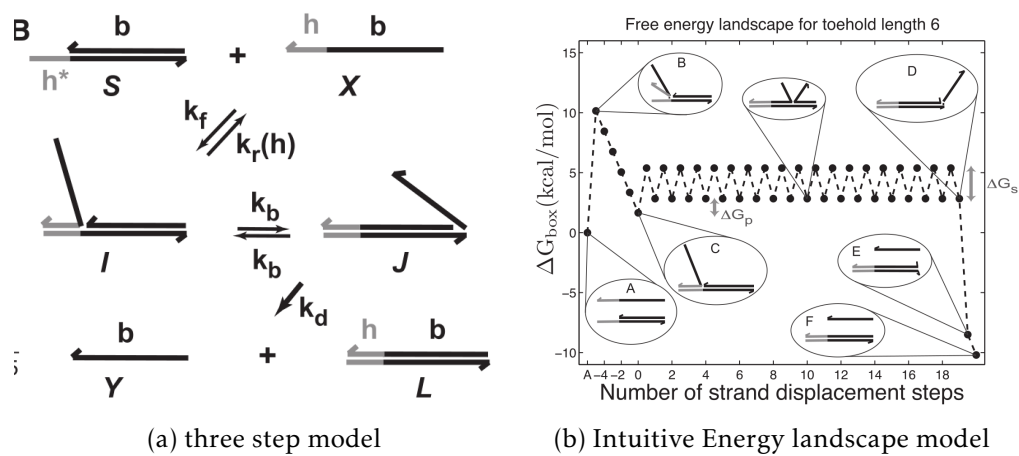 B
b
h b
+
h* S X
k_f
k_r(h)
k_b
k_b
I J
k_d
b
h b
+
Y L
(a) three step model
Free energy landscape for toehold length 6
ΔG_box(kcal/mol)
15
10
5
0
−5
−10
B
D
ΔG_s
ΔG_p
C
E
A
F
A −4 −2 0 2 4 6 8 10 12 14 16 18
Number of strand displacement steps
(b) Intuitive Energy landscape model